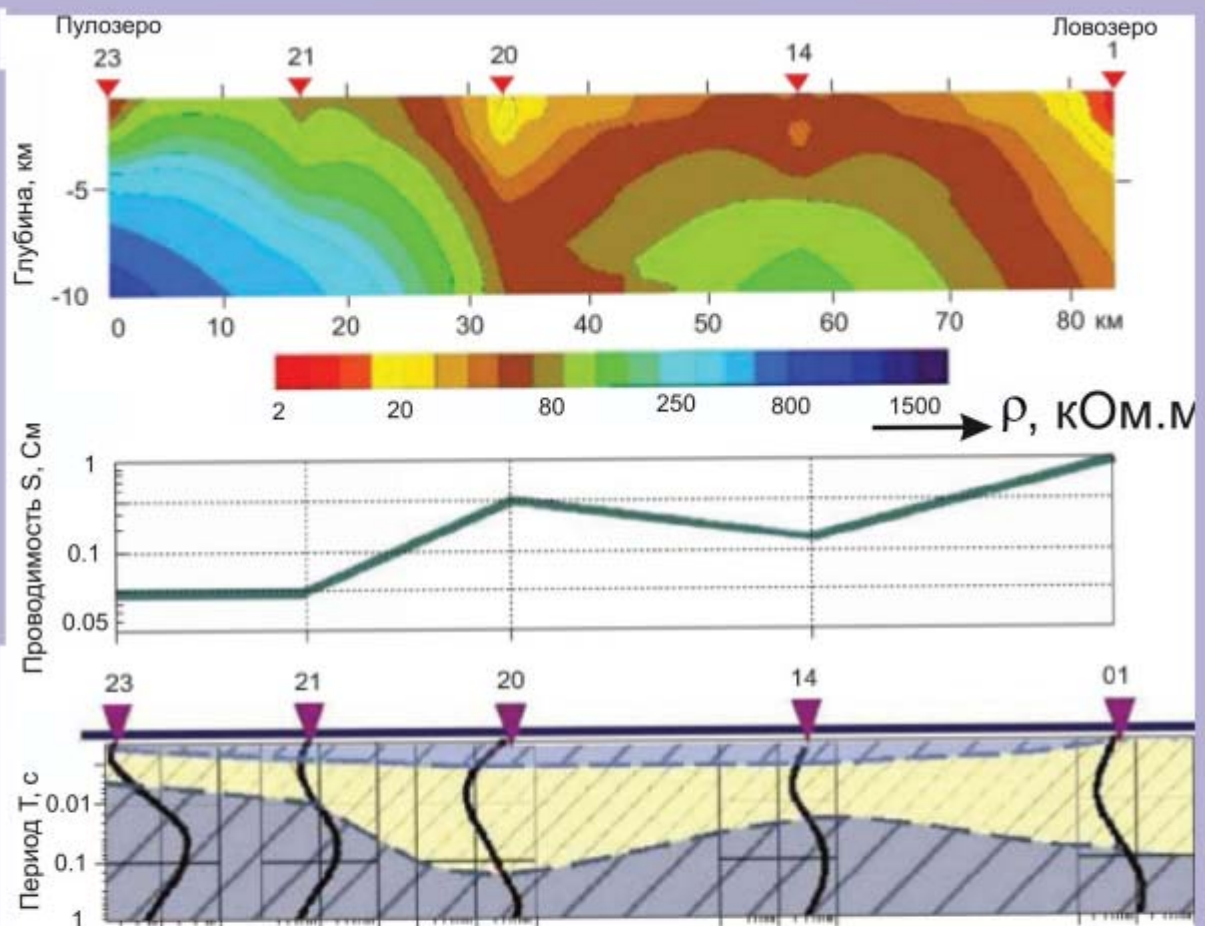 Пулозеро Ловозеро
23 21 20 14 1
Глубина, км
-5
-10
0 10 20 30 40 50 60 70 80 км
2 20 80 250 800 1500
ρ, кОм.м
Проводимость S, См
1
0.1
0.05
23 21 20 14 01
Период T, с
0.01
0.1
1